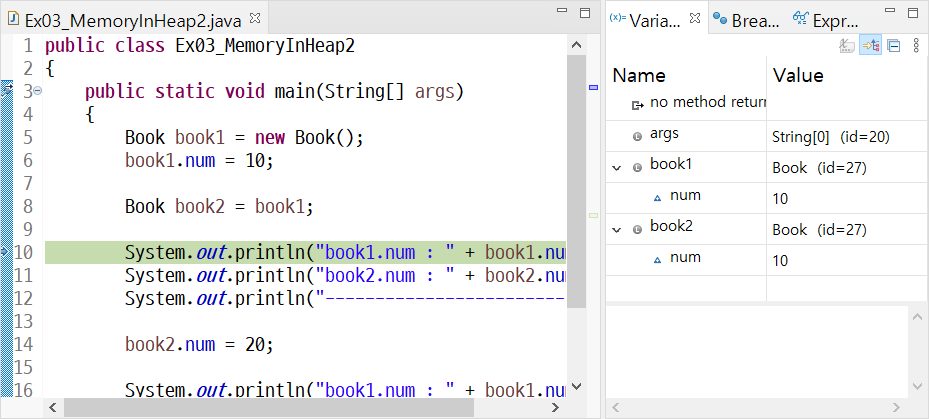 Ex03_MemoryInHeap2.java
1 public class Ex03_MemoryInHeap2
2 {
3 public static void main(String[] args)
4 {
5 Book book1 = new Book();
6 book1.num = 10;
7
8 Book book2 = book1;
9
10 System.out.println("book1.num : " + book1.nu
11 System.out.println("book2.num : " + book2.nu
12 System.out.println("--------------------------
13
14 book2.num = 20;
15
16 System.out.println("book1.num : " + book1.nu
(x)= Varia... Brea... Expr...
Name Value
no method retur
args String[0] (id=20)
book1 Book (id=27)
num 10
book2 Book (id=27)
num 10